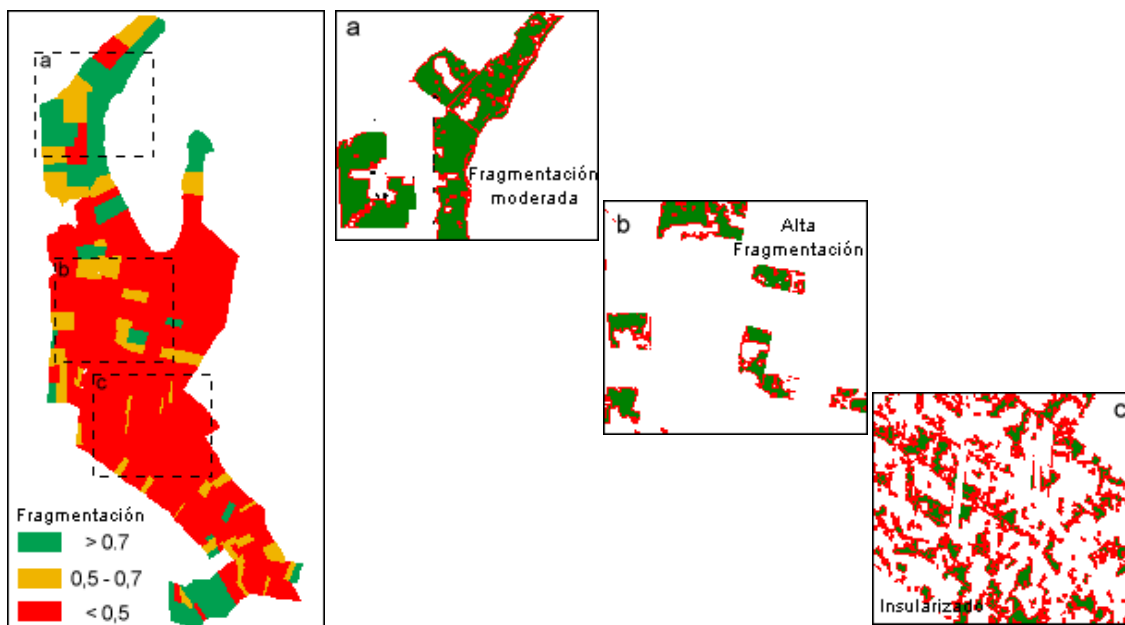 a
b
c
Fragmentación
> 0.7
0,5 - 0,7
< 0,5
a
Fragmentación
moderada
b
Alta
Fragmentación
c
Insularizado